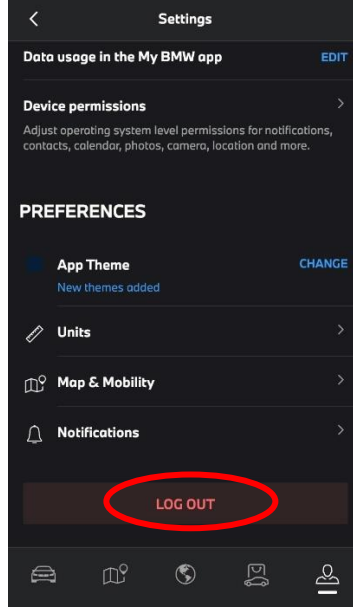 Settings
Data usage in the My BMW app EDIT
Device permissions
Adjust operating system level permissions for notifications,
contacts, calendar, photos, camera, location and more.
PREFERENCES
App Theme CHANGE
New themes added
Units
Map & Mobility
Notifications
LOG OUT